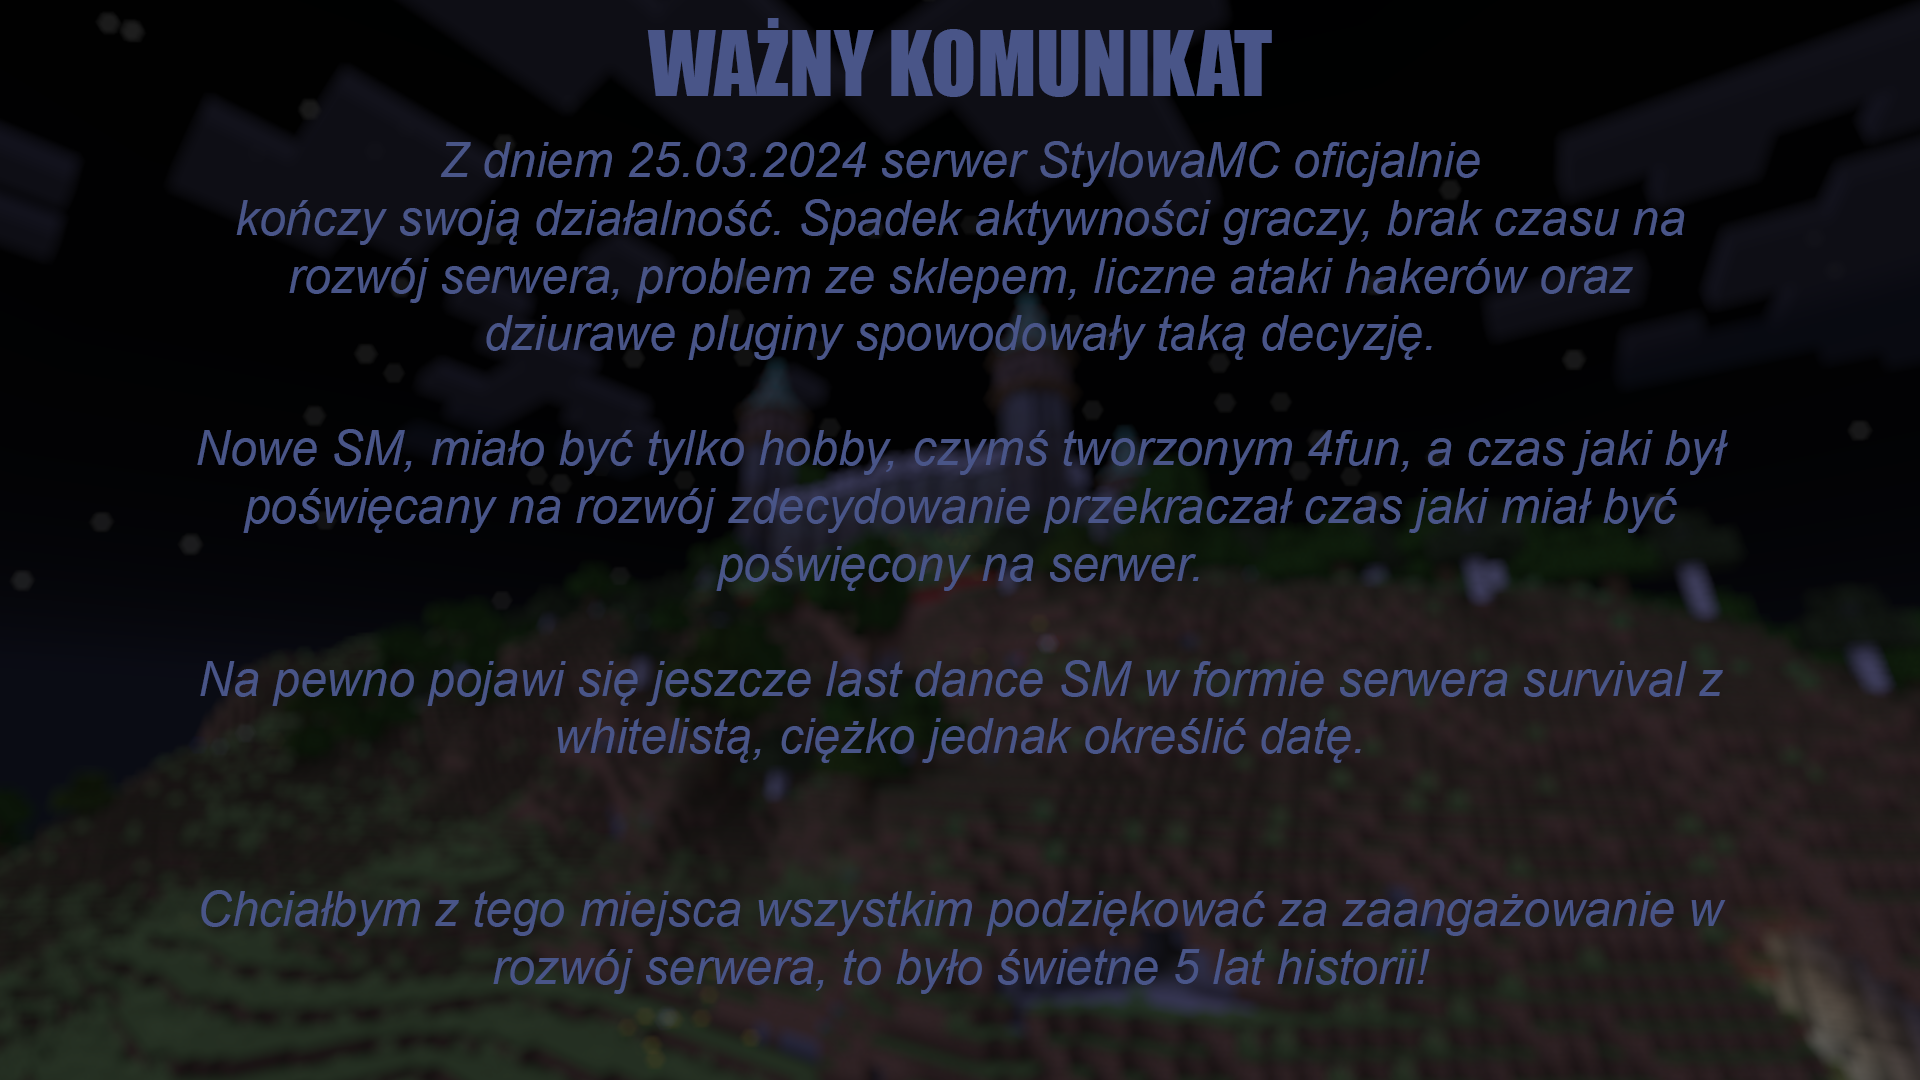 WAŻNY KOMUNIKAT
Z dniem 25.03.2024 serwer StylowaMC oficjalnie
kończy swoją działalność. Spadek aktywności graczy, brak czasu na
rozwój serwera, problem ze sklepem, liczne ataki hakerów oraz
dziurawe pluginy spowodowały taką decyzję.
Nowe SM, miało być tylko hobby, czymś tworzonym 4fun, a czas jaki był
poświęcany na rozwój zdecydowanie przekraczał czas jaki miał być
poświęcony na serwer.
Na pewno pojawi się jeszcze last dance SM w formie serwera survival z
whitelistą, ciężko jednak określić datę.
Chciałbym z tego miejsca wszystkim podziękować za zaangażowanie w
rozwój serwera, to było świetne 5 lat historii!